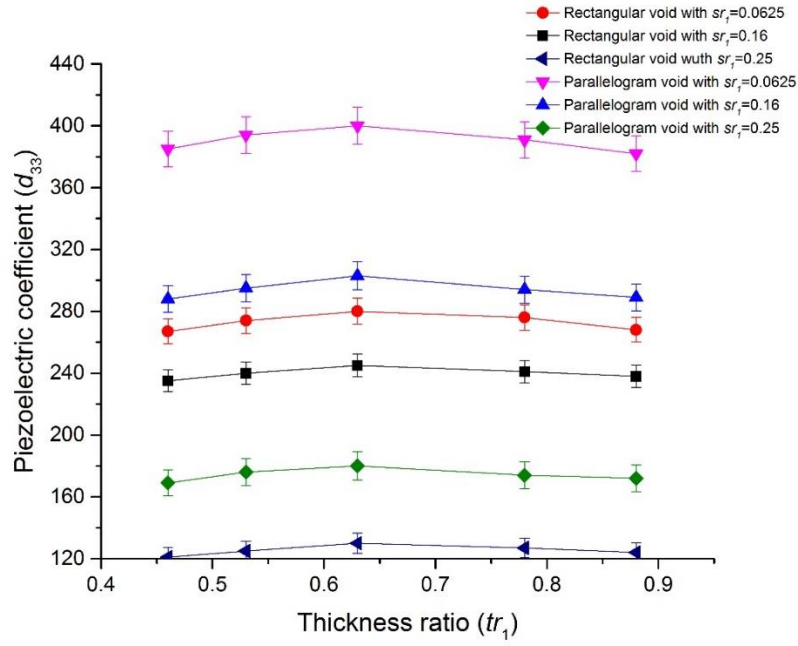 Rectangular void with sr₁=0.0625
Rectangular void with sr₁=0.16
Rectangular void wuth sr₁=0.25
Parallelogram void with sr₁=0.0625
Parallelogram void with sr₁=0.16
Parallelogram void with sr₁=0.25
Piezoelectric coefficient (d₃₃)
440
400
360
320
280
240
200
160
120
0.4 0.5 0.6 0.7 0.8 0.9
Thickness ratio (tr₁)